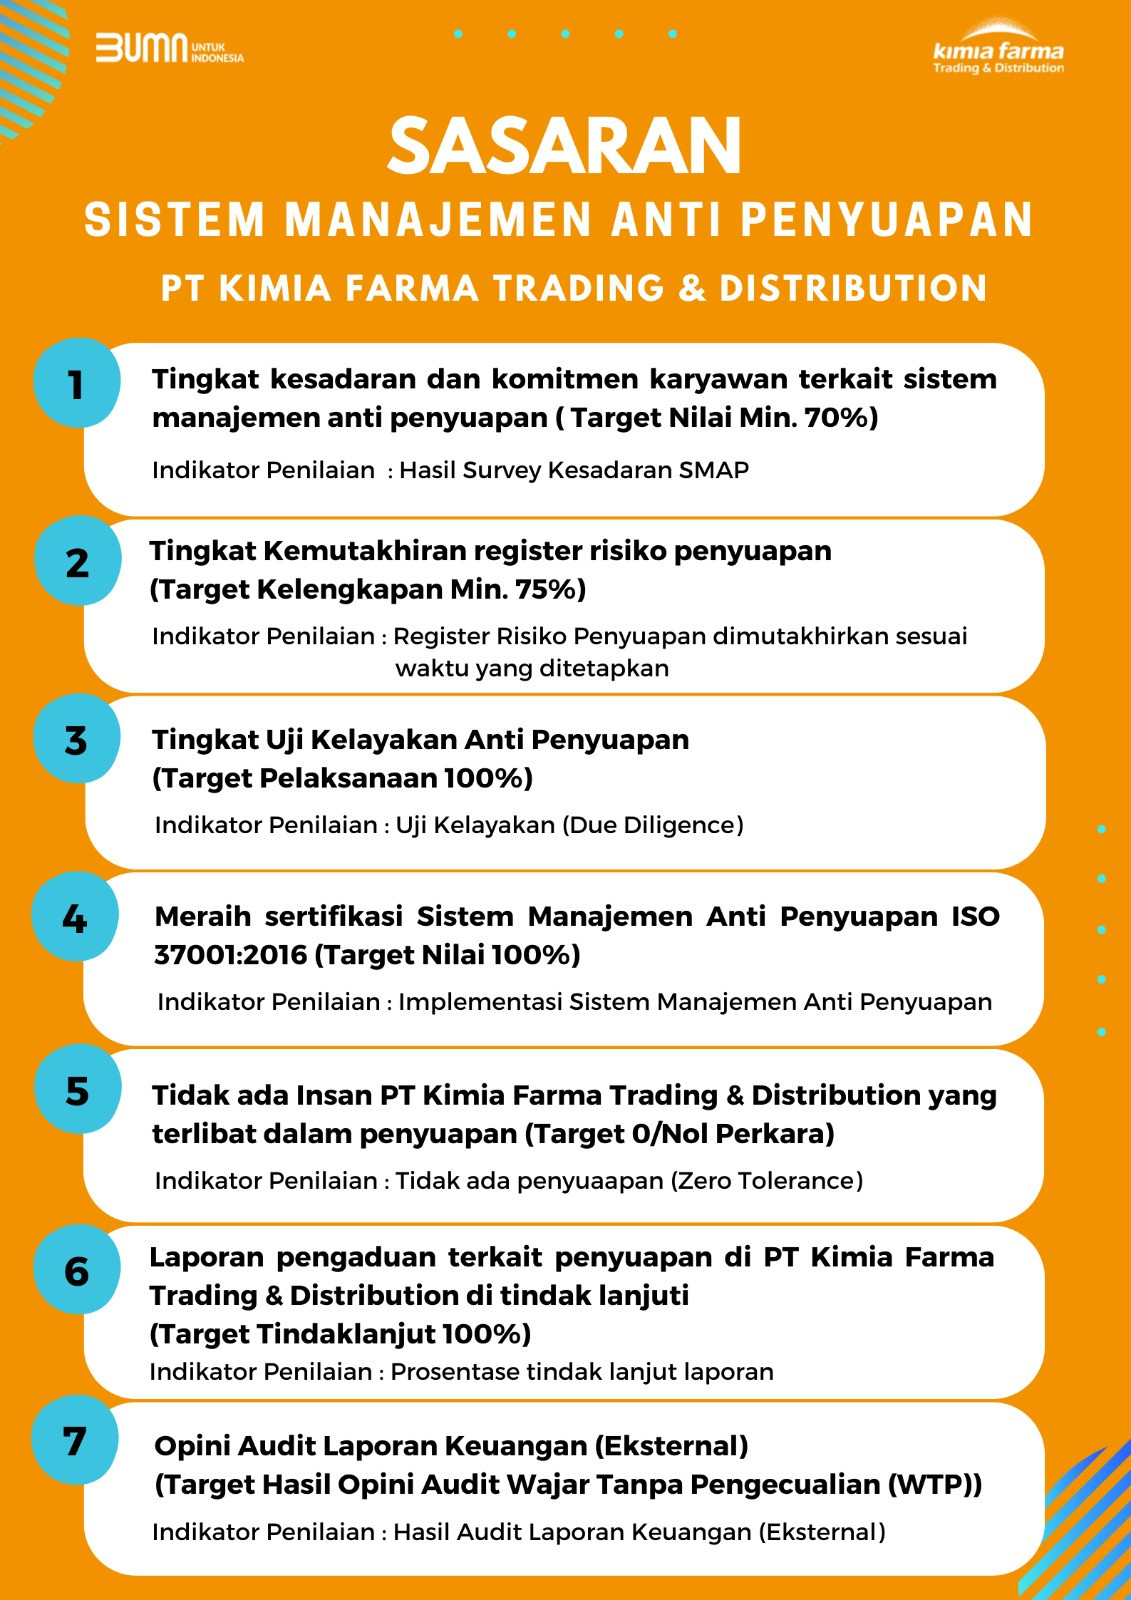 BUMN UNTUK
INDONESIA
kimia farma
Trading & Distribution
SASARAN
SISTEM MANAJEMEN ANTI PENYUAPAN
PT KIMIA FARMA TRADING & DISTRIBUTION
1
Tingkat kesadaran dan komitmen karyawan terkait sistem
manajemen anti penyuapan ( Target Nilai Min. 70%)
Indikator Penilaian : Hasil Survey Kesadaran SMAP
2
Tingkat Kemutakhiran register risiko penyuapan
(Target Kelengkapan Min. 75%)
Indikator Penilaian : Register Risiko Penyuapan dimutakhirkan sesuai
waktu yang ditetapkan
3
Tingkat Uji Kelayakan Anti Penyuapan
(Target Pelaksanaan 100%)
Indikator Penilaian : Uji Kelayakan (Due Diligence)
4
Meraih sertifikasi Sistem Manajemen Anti Penyuapan ISO
37001:2016 (Target Nilai 100%)
Indikator Penilaian : Implementasi Sistem Manajemen Anti Penyuapan
5
Tidak ada Insan PT Kimia Farma Trading & Distribution yang
terlibat dalam penyuapan (Target 0/Nol Perkara)
Indikator Penilaian : Tidak ada penyuaapan (Zero Tolerance)
6
Laporan pengaduan terkait penyuapan di PT Kimia Farma
Trading & Distribution di tindak lanjuti
(Target Tindaklanjut 100%)
Indikator Penilaian : Prosentase tindak lanjut laporan
7
Opini Audit Laporan Keuangan (Eksternal)
(Target Hasil Opini Audit Wajar Tanpa Pengecualian (WTP))
Indikator Penilaian : Hasil Audit Laporan Keuangan (Eksternal)